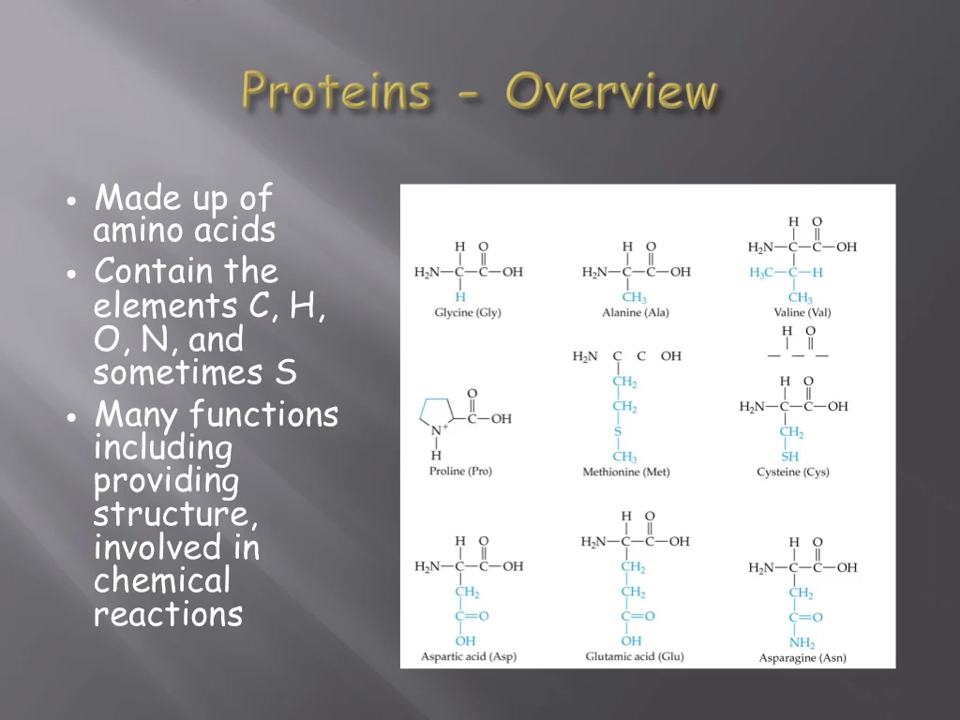 Proteins - Overview
• Made up of
amino acids
• Contain the
elements C, H,
O, N, and
sometimes S
• Many functions
including
providing
structure,
involved in
chemical
reactions
H O
H₂N—C—C—OH
H
Glycine (Gly)
H O
H₂N—C—C—OH
CH₃
Alanine (Ala)
H O
H₂N—C—C—OH
H₃C—C—H
CH₃
Valine (Val)
O
C—OH
N⁺
H
Proline (Pro)
H₂N C C OH
CH₂
CH₂
S
CH₃
Methionine (Met)
H O
H O
H₂N—C—C—OH
CH₂
SH
Cysteine (Cys)
H O
H₂N—C—C—OH
CH₂
C=O
OH
Aspartic acid (Asp)
H O
H₂N—C—C—OH
CH₂
CH₂
C=O
OH
Glutamic acid (Glu)
H O
H₂N—C—C—OH
CH₂
C=O
NH₂
Asparagine (Asn)